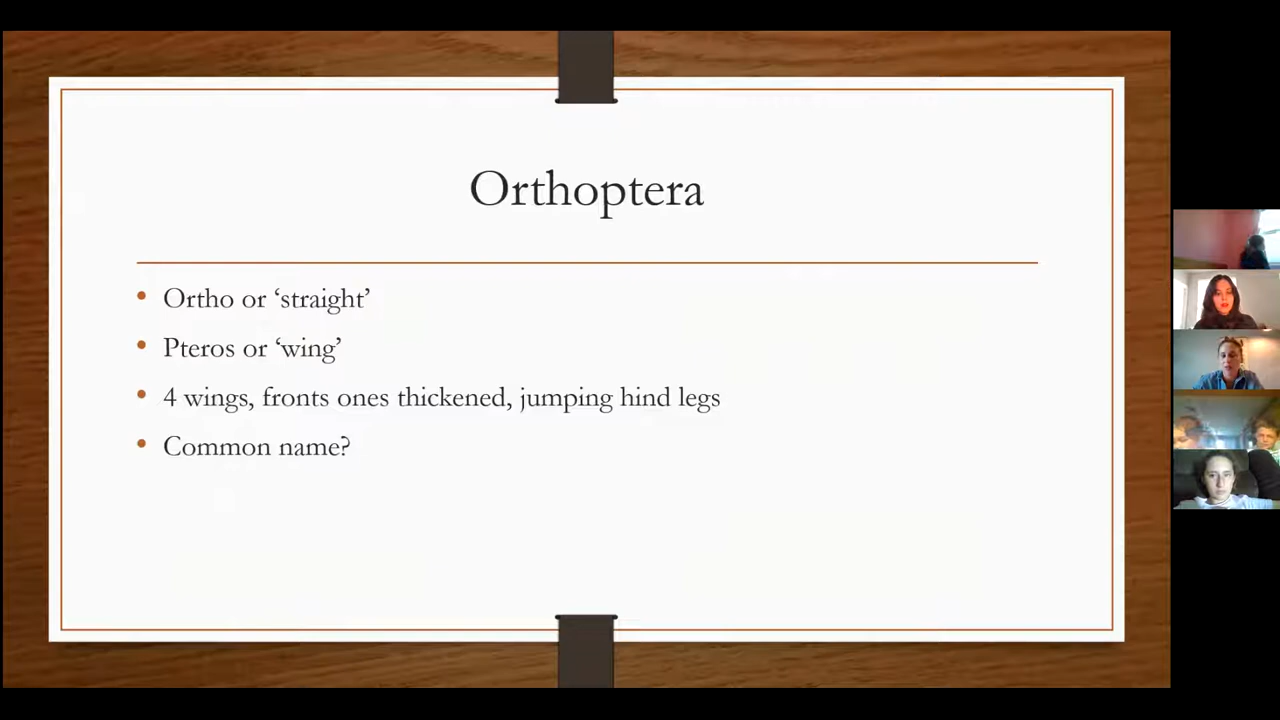 Orthoptera
• Ortho or ‘straight’
• Pteros or ‘wing’
• 4 wings, fronts ones thickened, jumping hind legs
• Common name?